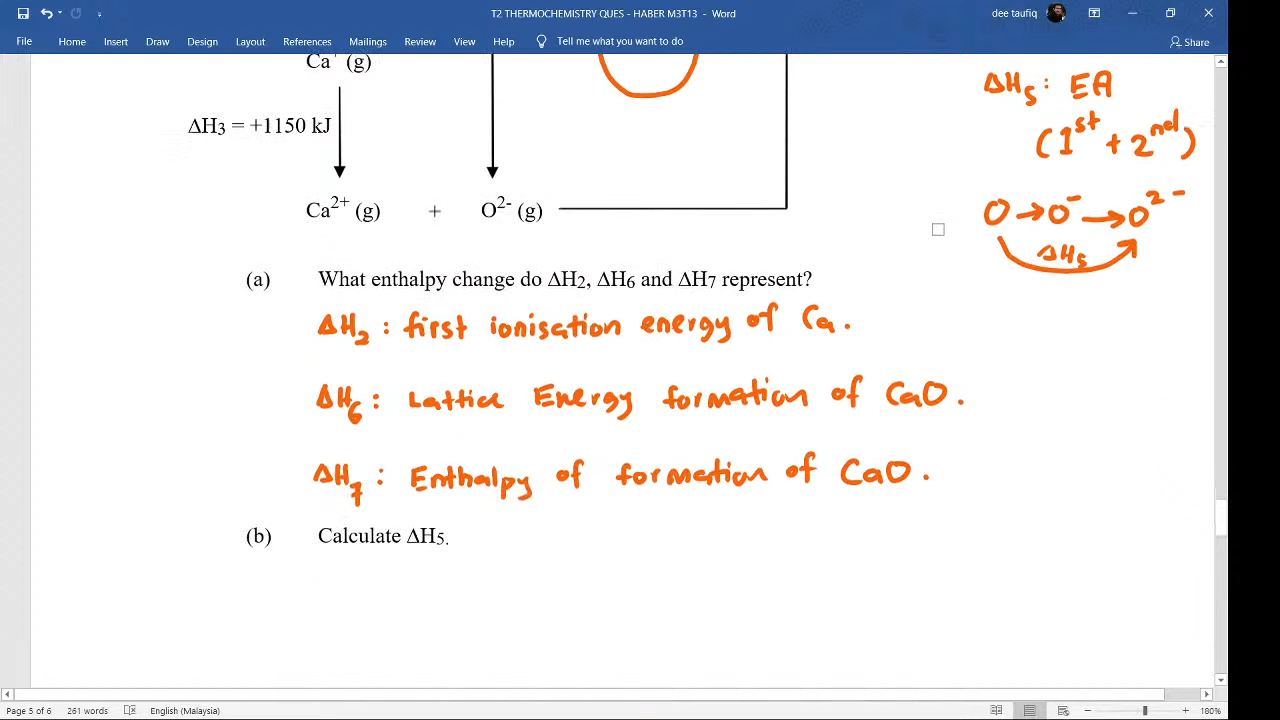 T2 THERMOCHEMISTRY QUES - HABER M3T13 - Word
dee taufiq
File Home Insert Draw Design Layout References Mailings Review View Help Tell me what you want to do Share
Ca⁺ (g)
ΔH3 = +1150 kJ
Ca²⁺ (g) + O²⁻ (g)
ΔH₅ : EA
(1ˢᵗ + 2ⁿᵈ)
O → O⁻ → O²⁻
ΔH₅
(a) What enthalpy change do ΔH2, ΔH6 and ΔH7 represent?
ΔH₂ : first ionisation energy of Ca.
ΔH₆ : Lattice Energy formation of CaO.
ΔH₇ : Enthalpy of formation of CaO.
(b) Calculate ΔH5.
Page 5 of 6 261 words English (Malaysia) 180%